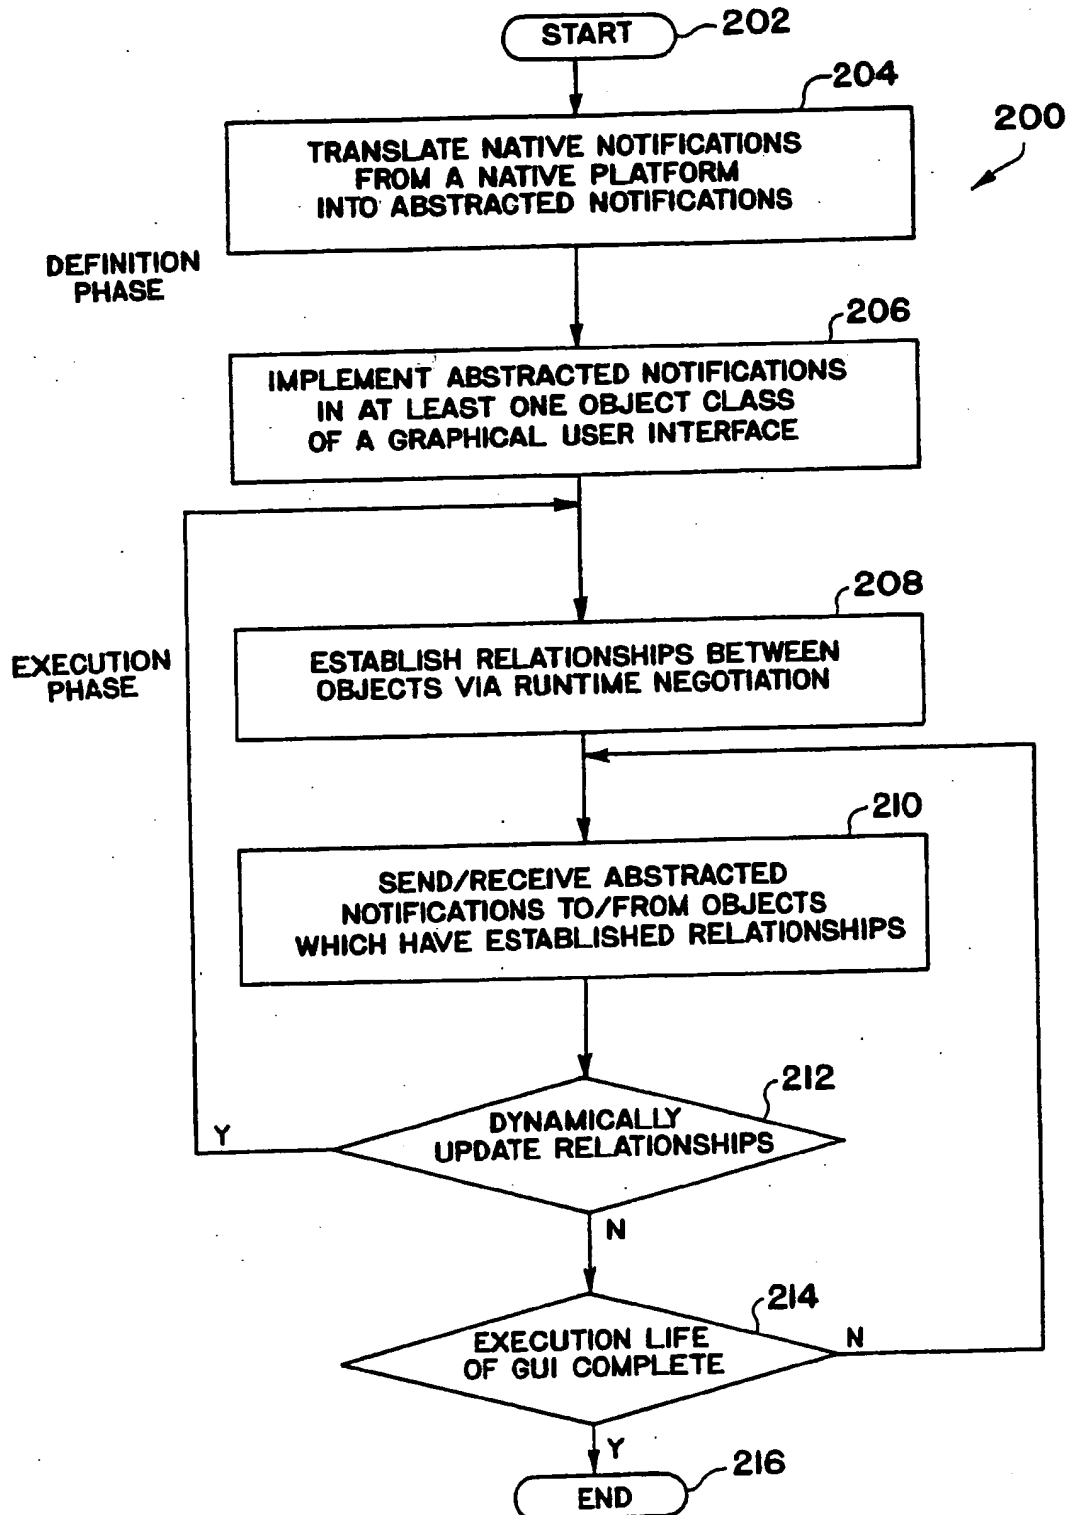 START
202
204
200
TRANSLATE NATIVE NOTIFICATIONS
FROM A NATIVE PLATFORM
INTO ABSTRACTED NOTIFICATIONS
DEFINITION
PHASE
206
IMPLEMENT ABSTRACTED NOTIFICATIONS
IN AT LEAST ONE OBJECT CLASS
OF A GRAPHICAL USER INTERFACE
208
EXECUTION
PHASE
ESTABLISH RELATIONSHIPS BETWEEN
OBJECTS VIA RUNTIME NEGOTIATION
210
SEND/RECEIVE ABSTRACTED
NOTIFICATIONS TO/FROM OBJECTS
WHICH HAVE ESTABLISHED RELATIONSHIPS
212
DYNAMICALLY
UPDATE RELATIONSHIPS
Y
N
214
EXECUTION LIFE
OF GUI COMPLETE
N
Y
216
END